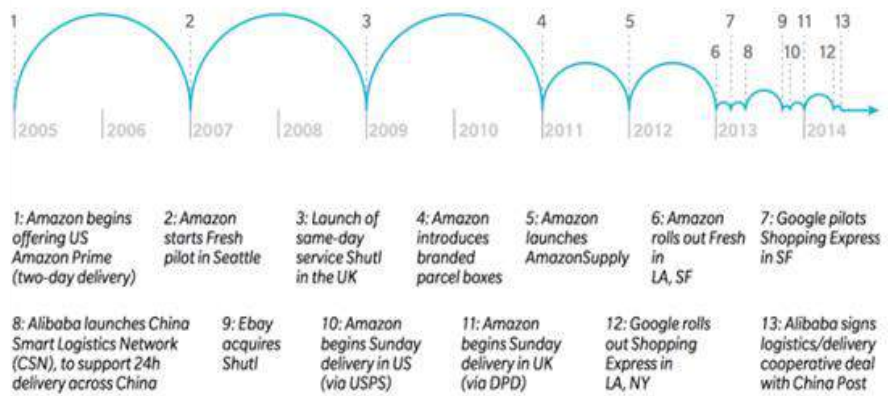 1 2 3 4 5 7 9 11 13
6 8 10 12
2005 2006 2007 2008 2009 2010 2011 2012 2013 2014
1: Amazon begins
offering US
Amazon Prime
(two-day delivery)
2: Amazon
starts Fresh
pilot in Seattle
3: Launch of
same-day
service Shutl
in the UK
4: Amazon
introduces
branded
parcel boxes
5: Amazon
launches
AmazonSupply
6: Amazon
rolls out Fresh
in
LA, SF
7: Google pilots
Shopping Express
in SF
8: Alibaba launches China
Smart Logistics Network
(CSN), to support 24h
delivery across China
9: Ebay
acquires
Shutl
10: Amazon
begins Sunday
delivery in US
(via USPS)
11: Amazon
begins Sunday
delivery in UK
(via DPD)
12: Google rolls
out Shopping
Express in
LA, NY
13: Alibaba signs
logistics/delivery
cooperative deal
with China Post